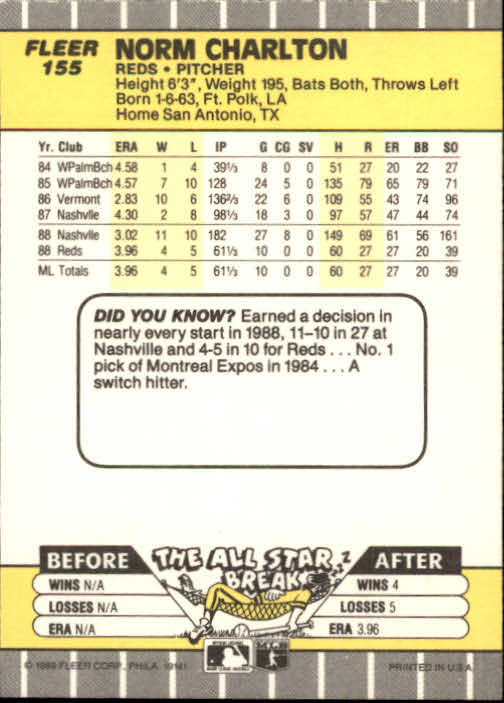 FLEER
155
NORM CHARLTON
REDS • PITCHER
Height 6'3", Weight 195, Bats Both, Throws Left
Born 1-6-63, Ft. Polk, LA
Home San Antonio, TX
Yr. Club ERA W L IP G CG SV H R ER BB SO
84 WPalmBch 4.58 1 4 39⅓ 8 0 0 51 27 20 22 27
85 WPalmBch 4.57 7 10 128 24 5 0 135 79 65 79 71
86 Vermont 2.83 10 6 136⅔ 22 6 0 109 55 43 74 96
87 Nashvlle 4.30 2 8 98⅓ 18 3 0 97 57 47 44 74
88 Nashvlle 3.02 11 10 182 27 8 0 149 69 61 56 161
88 Reds 3.96 4 5 61⅓ 10 0 0 60 27 27 20 39
ML Totals 3.96 4 5 61⅓ 10 0 0 60 27 27 20 39
DID YOU KNOW? Earned a decision in
nearly every start in 1988, 11-10 in 27 at
Nashville and 4-5 in 10 for Reds . . . No. 1
pick of Montreal Expos in 1984 . . . A
switch hitter.
BEFORE THE ALL STAR BREAK AFTER
WINS N/A WINS 4
LOSSES N/A LOSSES 5
ERA N/A ERA 3.96
© 1989 FLEER CORP., PHILA. 19141 PRINTED IN U.S.A.